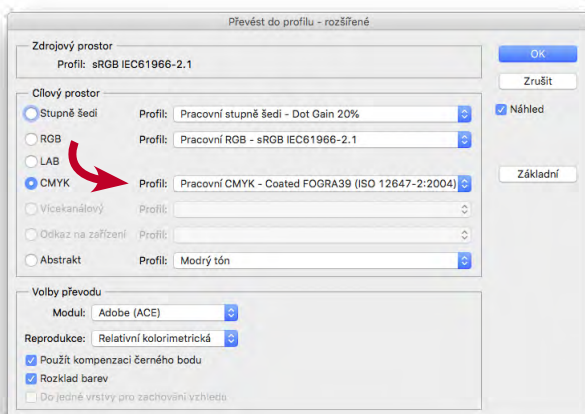 Převést do profilu - rozšířené
Zdrojový prostor
Profil: sRGB IEC61966-2.1
OK
Zrušit
Náhled
Základní
Cílový prostor
Stupně šedi Profil: Pracovní stupně šedi - Dot Gain 20%
RGB Profil: Pracovní RGB - sRGB IEC61966-2.1
LAB
CMYK Profil: Pracovní CMYK - Coated FOGRA39 (ISO 12647-2:2004)
Vícekanálový Profil:
Odkaz na zařízení Profil:
Abstrakt Profil: Modrý tón
Volby převodu
Modul: Adobe (ACE)
Reprodukce: Relativní kolorimetrická
Použít kompenzaci černého bodu
Rozklad barev
Do jedné vrstvy pro zachování vzhledu